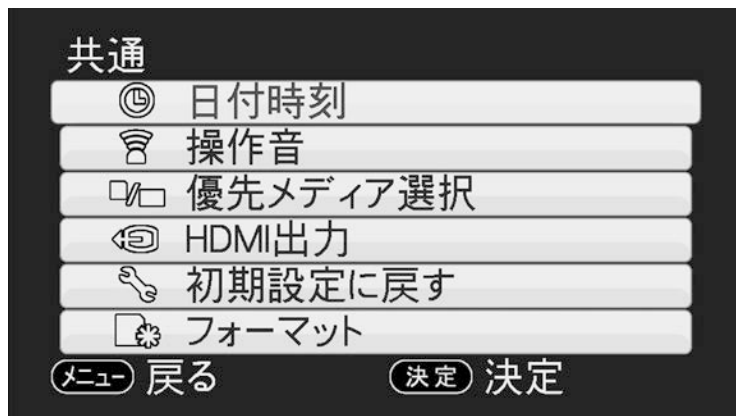 共通
日付時刻
操作音
優先メディア選択
HDMI出力
初期設定に戻す
フォーマット
メニュー 戻る 決定 決定